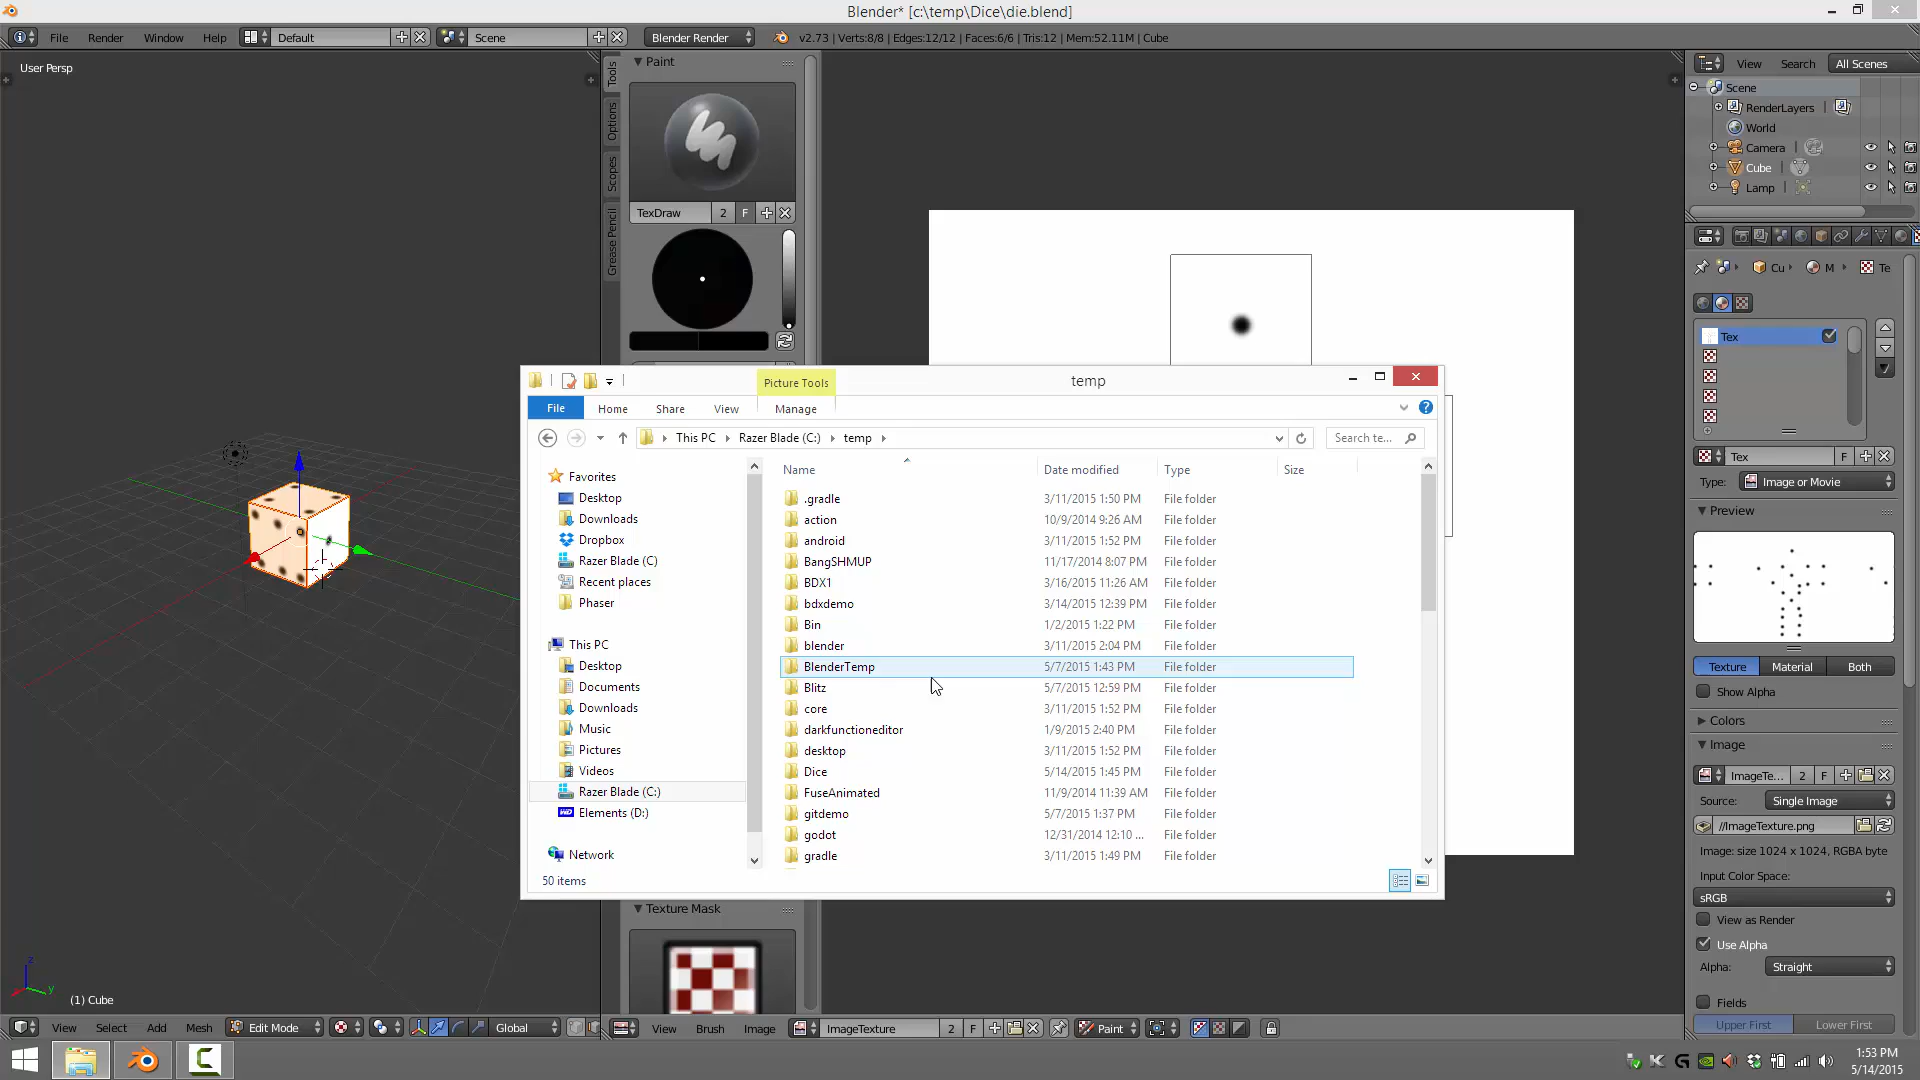 Blender* [c:\temp\Dice\die.blend]
File Render Window Help Default Scene Blender Render v2.73 | Verts:8/8 | Edges:12/12 | Faces:6/6 | Tris:12 | Mem:52.11M | Cube
User Persp
Tools
Options
Scopes
Grease Pencil
Paint
TexDraw 2 F
View Search All Scenes
Scene
RenderLayers
World
Camera
Cube
Lamp
Cu M Te
Tex
Tex F
Type: Image or Movie
Preview
Texture Material Both
Show Alpha
Colors
Image
ImageTe... 2 F
Source: Single Image
//ImageTexture.png
Image: size 1024 x 1024, RGBA byte
Input Color Space:
sRGB
View as Render
Use Alpha
Alpha: Straight
Fields
Upper First Lower First
Picture Tools temp
File Home Share View Manage
This PC Razer Blade (C:) temp Search te...
Favorites
Desktop
Downloads
Dropbox
Razer Blade (C)
Recent places
Phaser
This PC
Desktop
Documents
Downloads
Music
Pictures
Videos
Razer Blade (C:)
Elements (D:)
Network
Name Date modified Type Size
.gradle 3/11/2015 1:50 PM File folder
action 10/9/2014 9:26 AM File folder
android 3/11/2015 1:52 PM File folder
BangSHMUP 11/17/2014 8:07 PM File folder
BDX1 3/16/2015 11:26 AM File folder
bdxdemo 3/14/2015 12:39 PM File folder
Bin 1/2/2015 1:22 PM File folder
blender 3/11/2015 2:04 PM File folder
BlenderTemp 5/7/2015 1:43 PM File folder
Blitz 5/7/2015 12:59 PM File folder
core 3/11/2015 1:52 PM File folder
darkfunctioneditor 1/9/2015 2:40 PM File folder
desktop 3/11/2015 1:52 PM File folder
Dice 5/14/2015 1:45 PM File folder
FuseAnimated 11/9/2014 11:39 AM File folder
gitdemo 5/7/2015 1:37 PM File folder
godot 12/31/2014 12:10 ... File folder
gradle 3/11/2015 1:49 PM File folder
50 items
Texture Mask
z
y
(1) Cube
View Select Add Mesh Edit Mode Global
View Brush Image ImageTexture 2 F Paint
1:53 PM
5/14/2015